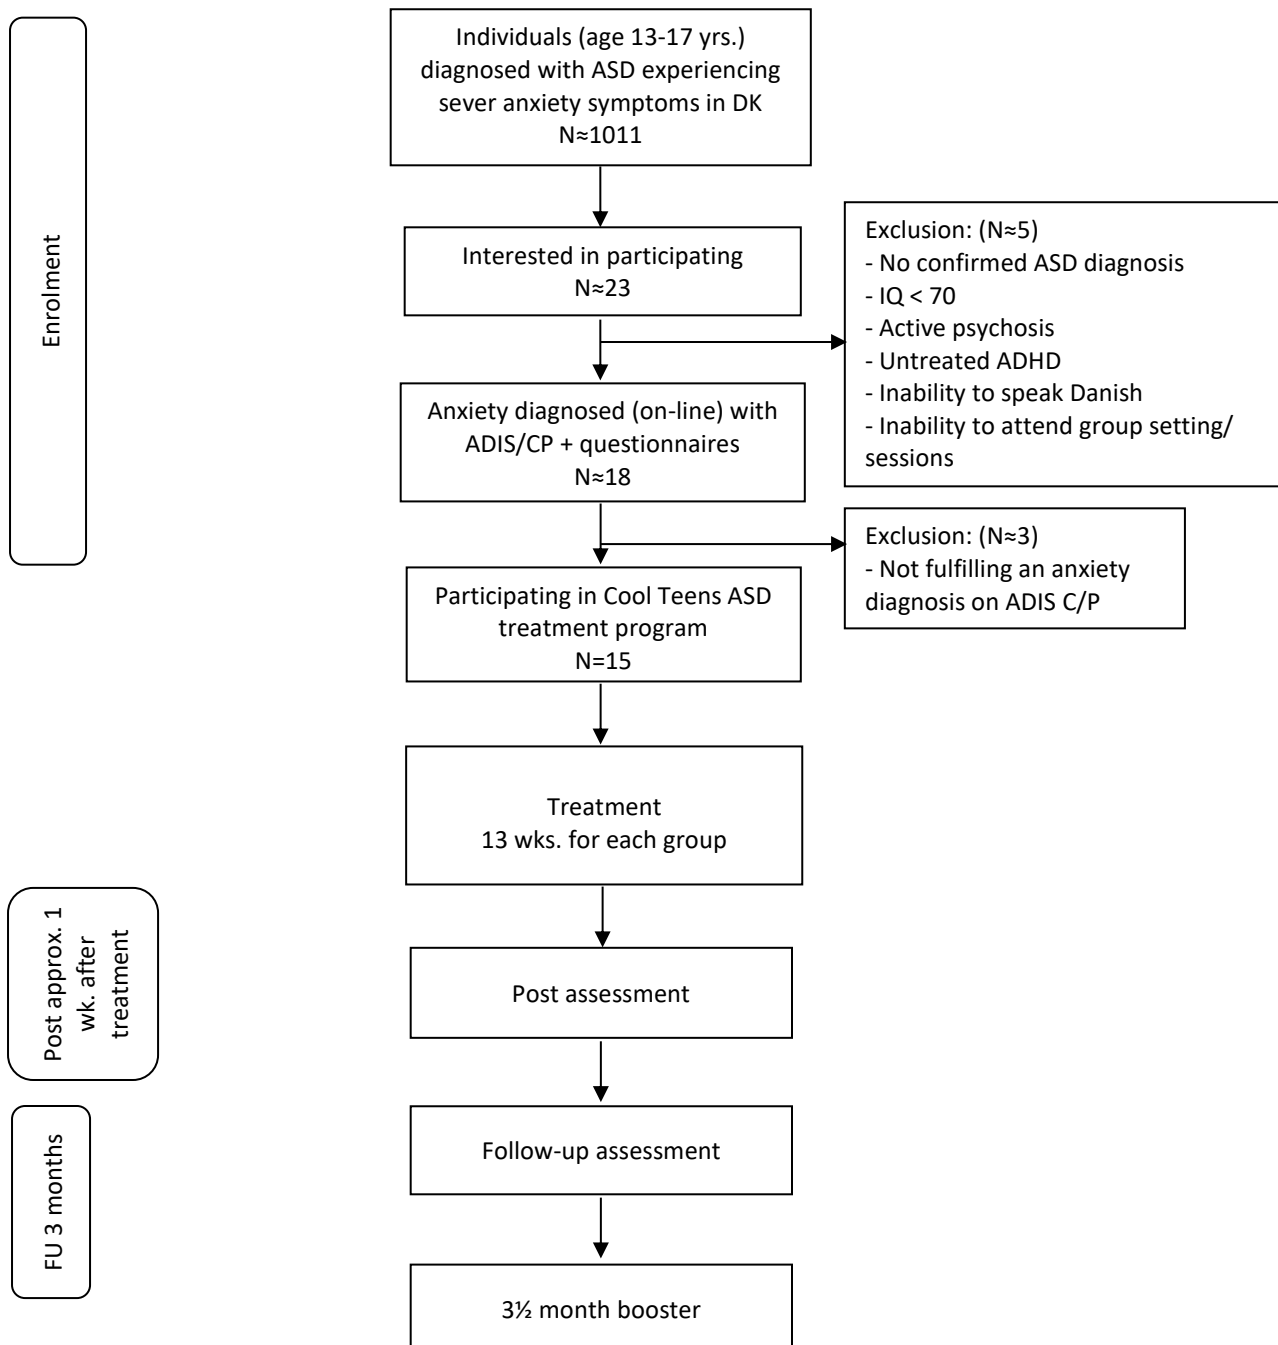 Individuals (age 13-17 yrs.)
diagnosed with ASD experiencing
sever anxiety symptoms in DK
N≈1011
Enrolment
Interested in participating
N≈23
Exclusion: (N≈5)
- No confirmed ASD diagnosis
- IQ < 70
- Active psychosis
- Untreated ADHD
- Inability to speak Danish
- Inability to attend group setting/
sessions
Anxiety diagnosed (on-line) with
ADIS/CP + questionnaires
N≈18
Exclusion: (N≈3)
- Not fulfilling an anxiety
diagnosis on ADIS C/P
Participating in Cool Teens ASD
treatment program
N=15
Treatment
13 wks. for each group
Post approx. 1
wk. after
treatment
Post assessment
FU 3 months
Follow-up assessment
3½ month booster